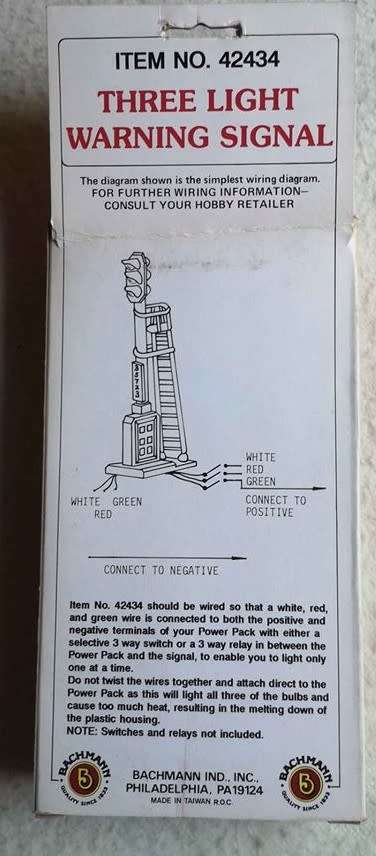 ITEM NO. 42434
THREE LIGHT
WARNING SIGNAL
The diagram shown is the simplest wiring diagram.
FOR FURTHER WIRING INFORMATION—
CONSULT YOUR HOBBY RETAILER
WHITE
RED
GREEN
WHITE GREEN
RED
CONNECT TO
POSITIVE
CONNECT TO NEGATIVE
Item No. 42434 should be wired so that a white, red,
and green wire is connected to both the positive and
negative terminals of your Power Pack with either a
selective 3 way switch or a 3 way relay in between the
Power Pack and the signal, to enable you to light only
one at a time.
Do not twist the wires together and attach direct to the
Power Pack as this will light all three of the bulbs and
cause too much heat, resulting in the melting down of
the plastic housing.
NOTE: Switches and relays not included.
BACHMANN
B
QUALITY SINCE 1833
BACHMANN IND., INC.,
PHILADELPHIA, PA19124
MADE IN TAIWAN R.O.C.
BACHMANN
B
QUALITY SINCE 1833